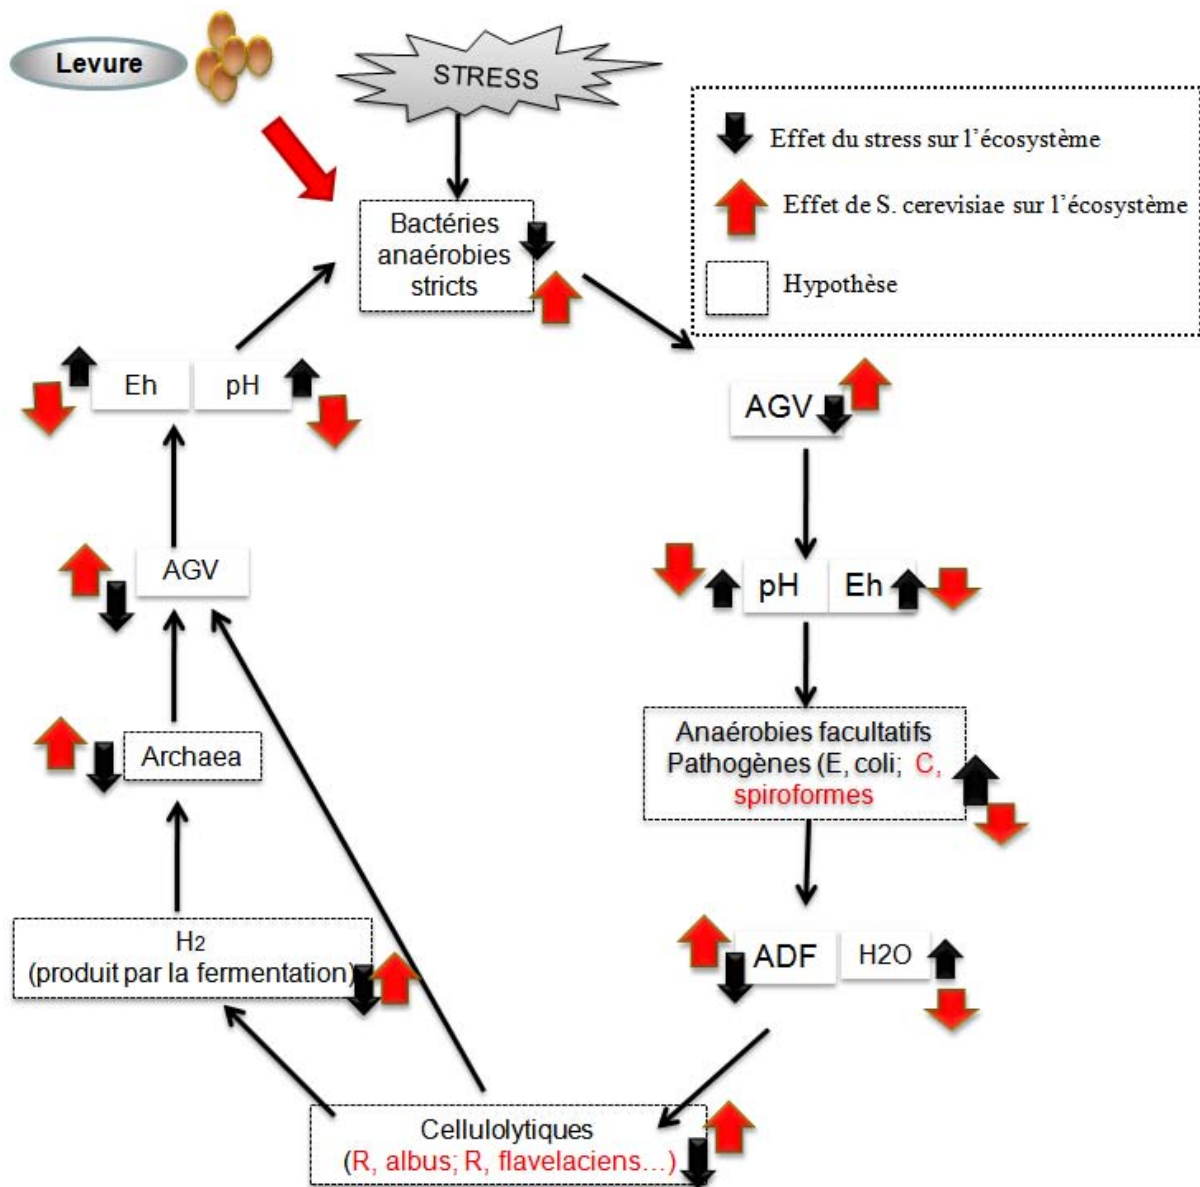 Levure
STRESS
Effet du stress sur l'écosystème
Effet de S. cerevisiae sur l'écosystème
Hypothèse
Bactéries
anaérobies
stricts
Eh
pH
AGV
AGV
pH
Eh
Archaea
Anaérobies facultatifs
Pathogènes (E, coli; C,
spiroformes
H2
(produit par la fermentation)
ADF
H2O
Cellulolytiques
(R, albus; R, flavelaciens...)